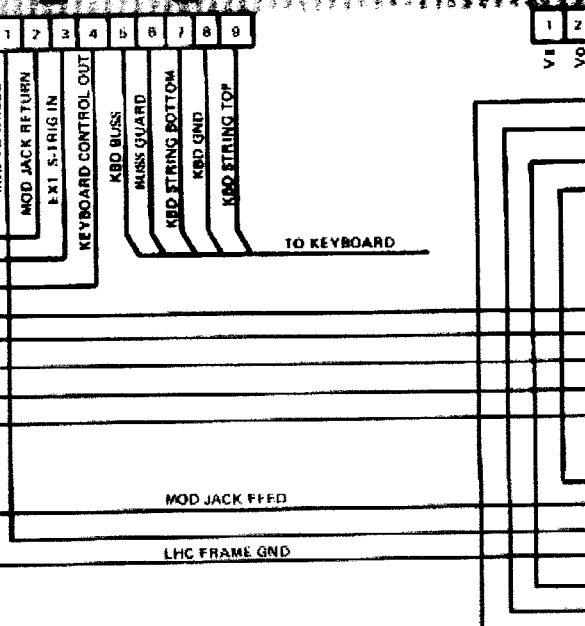 1 2 3 4 5 6 7 8 9
1 2
MOD JACK RETURN
EXT S-TRIG IN
KEYBOARD CONTROL OUT
KBD BUSS
BUSS GUARD
KBD STRING BOTTOM
KBD GND
KBD STRING TOP
TO KEYBOARD
MOD JACK FEED
LHC FRAME GND